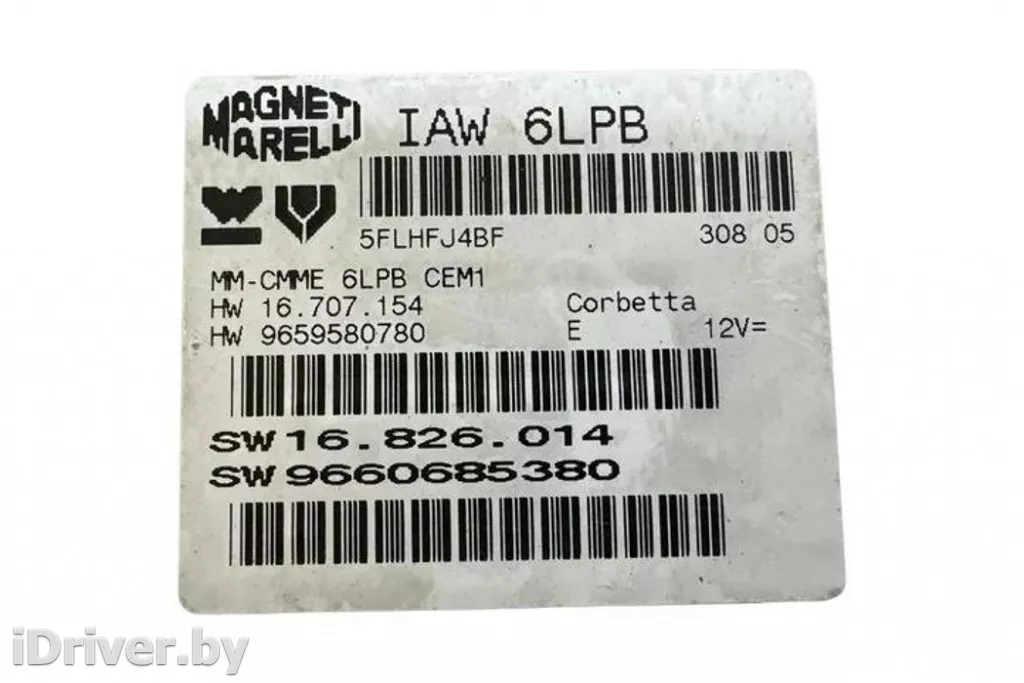 MAGNETI
MARELLI
IAW 6LPB
5FLHFJ4BF 308 05
MM-CMME 6LPB CEM1
HW 16.707.154 Corbetta
HW 9659580780 E 12V=
SW 16.826.014
SW 9660685380
iDriver.by